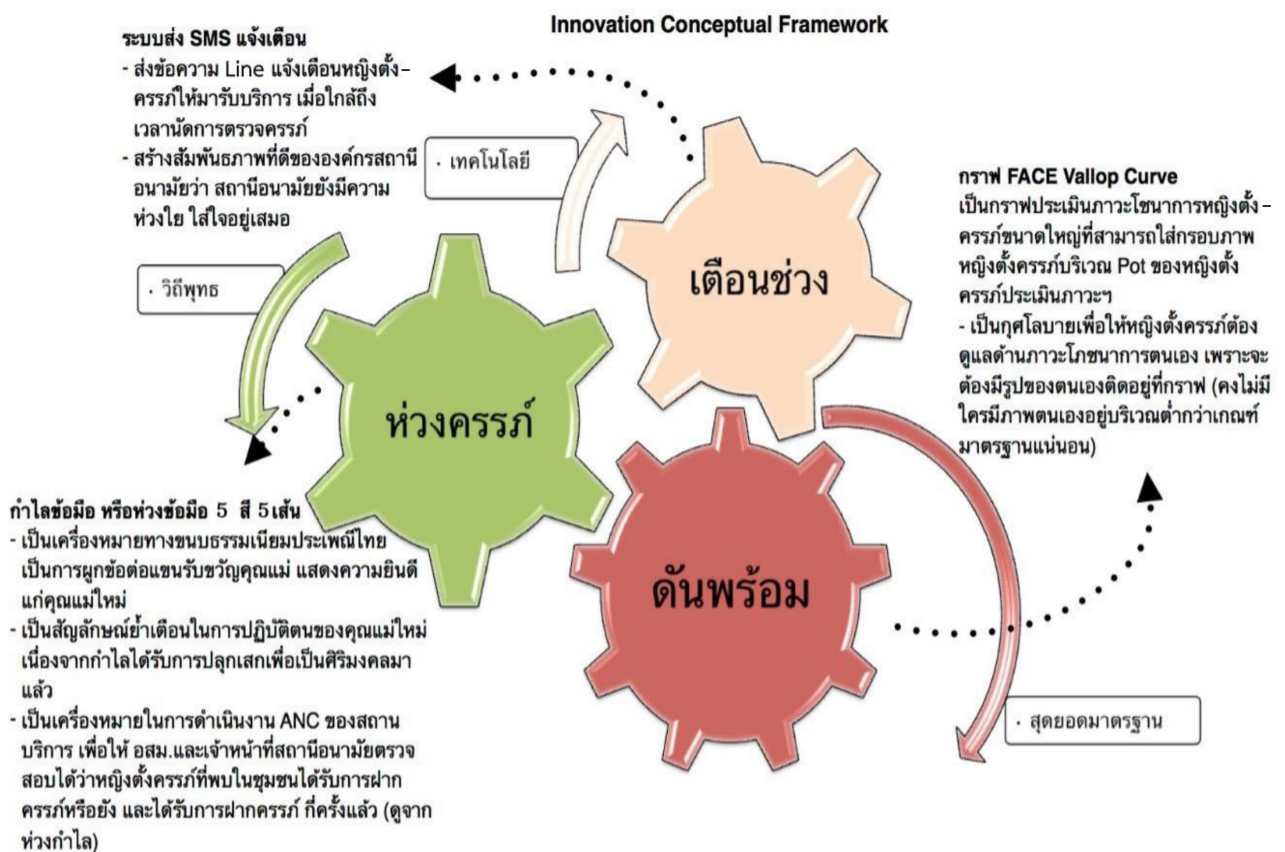 Innovation Conceptual Framework
ระบบส่ง SMS แจ้งเตือน
- ส่งข้อความ Line แจ้งเตือนหญิงตั้ง-
ครรภ์ให้มารับบริการ เมื่อใกล้ถึง
เวลานัดการตรวจครรภ์
- สร้างสัมพันธภาพที่ดีขององค์กรสถานี
อนามัยว่า สถานีอนามัยยังมีความ
ห่วงใย ใส่ใจอยู่เสมอ
· เทคโนโลยี
· วิถีพุทธ
เตือนช่วง
ห่วงครรภ์
ดันพร้อม
กราฟ FACE Vallop Curve
เป็นกราฟประเมินภาวะโชนาการหญิงตั้ง-
ครรภ์ขนาดใหญ่ที่สามารถใส่กรอบภาพ
หญิงตั้งครรภ์บริเวณ Pot ของหญิงตั้ง
ครรภ์ประเมินภาวะฯ
- เป็นกุศโลบายเพื่อให้หญิงตั้งครรภ์ต้อง
ดูแลด้านภาวะโภชนาการตนเอง เพราะจะ
ต้องมีรูปของตนเองติดอยู่ที่กราฟ (คงไม่มี
ใครมีภาพตนเองอยู่บริเวณต่ำกว่าเกณฑ์
มาตรฐานแน่นอน)
กำไลข้อมือ หรือห่วงข้อมือ 5 สี 5 เส้น
- เป็นเครื่องหมายทางขนบธรรมเนียมประเพณีไทย
เป็นการผูกข้อต่อแขนรับขวัญคุณแม่ แสดงความยินดี
แก่คุณแม่ใหม่
- เป็นสัญลักษณ์ย้ำเตือนในการปฏิบัติตนของคุณแม่ใหม่
เนื่องจากกำไลได้รับการปลุกเสกเพื่อเป็นศิริมงคลมา
แล้ว
- เป็นเครื่องหมายในการดำเนินงาน ANC ของสถาน
บริการ เพื่อให้ อสม.และเจ้าหน้าที่สถานีอนามัยตรวจ
สอบได้ว่าหญิงตั้งครรภ์ที่พบในชุมชนได้รับการฝาก
ครรภ์หรือยัง และได้รับการฝากครรภ์ กี่ครั้งแล้ว (ดูจาก
ห่วงกำไล)
· สุดยอดมาตรฐาน